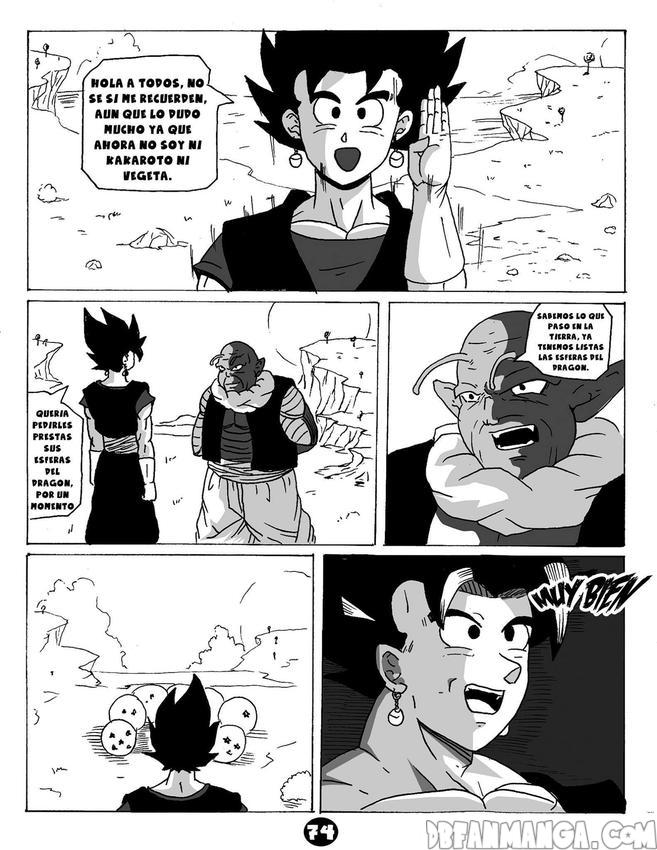 HOLA A TODOS, NO
SE SI ME RECUERDEN,
AUN QUE LO DUDO
MUCHO YA QUE
AHORA NO SOY NI
KAKAROTO NI
VEGETA.
QUERIA
PEDIRLES
PRESTAS
SUS
ESFERAS
DEL
DRAGON,
POR UN
MOMENTO
SABEMOS LO QUE
PASO EN LA
TIERRA, YA
TENEMOS LISTAS
LAS ESFERAS DEL
DRAGON.
MUY BIEN
74
DBFANMANGA.COM